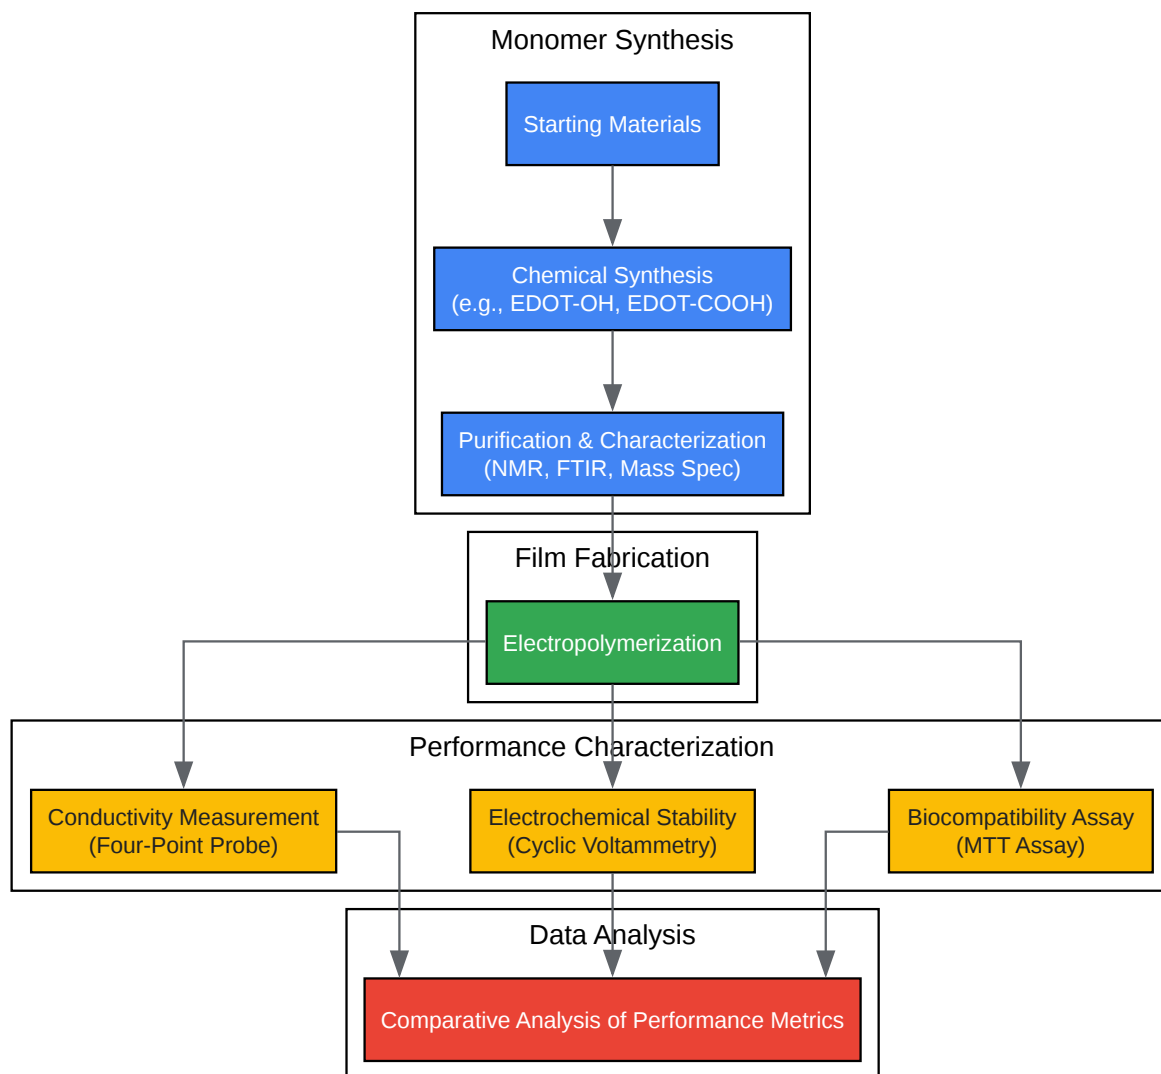 Monomer Synthesis
Starting Materials
Chemical Synthesis
(e.g., EDOT-OH, EDOT-COOH)
Purification & Characterization
(NMR, FTIR, Mass Spec)
Film Fabrication
Electropolymerization
Performance Characterization
Conductivity Measurement
(Four-Point Probe)
Electrochemical Stability
(Cyclic Voltammetry)
Biocompatibility Assay
(MTT Assay)
Data Analysis
Comparative Analysis of Performance Metrics